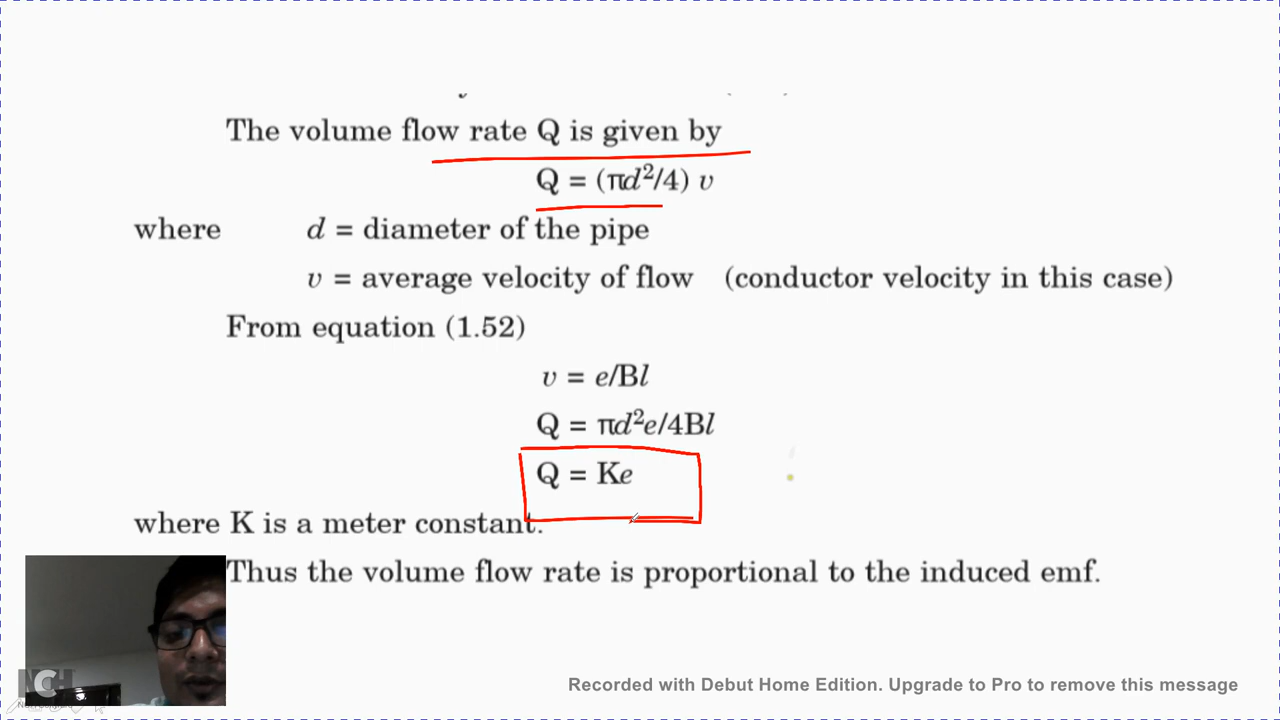 The volume flow rate Q is given by
Q = (πd²/4) v
where d = diameter of the pipe
v = average velocity of flow (conductor velocity in this case)
From equation (1.52)
v = e/Bl
Q = πd²e/4Bl
Q = Ke
where K is a meter constant.
Thus the volume flow rate is proportional to the induced emf.
NCH
Recorded with Debut Home Edition. Upgrade to Pro to remove this message